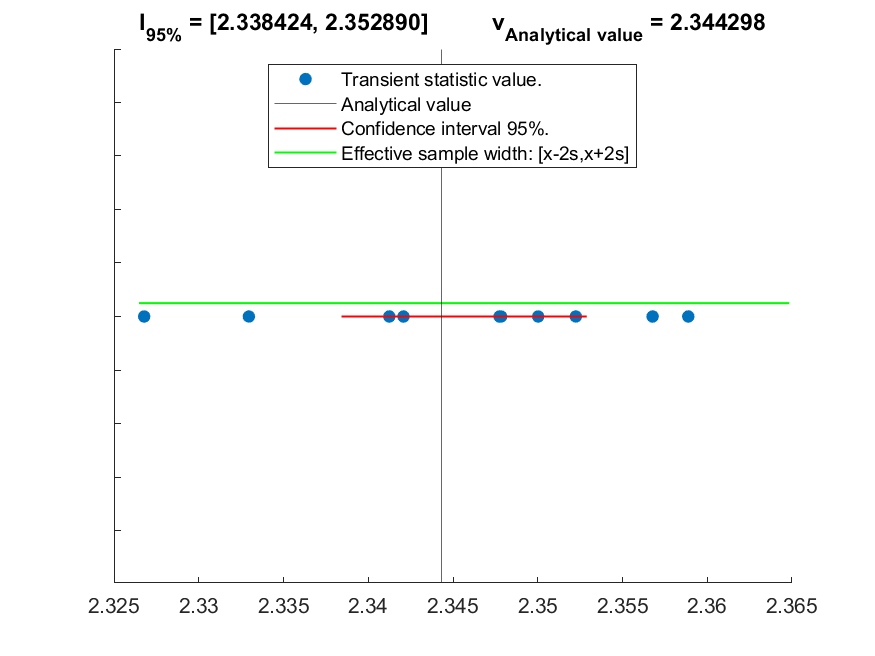 I95% = [2.338424, 2.352890] vAnalytical value = 2.344298
Transient statistic value.
Analytical value
Confidence interval 95%.
Effective sample width: [x-2s,x+2s]
2.325 2.33 2.335 2.34 2.345 2.35 2.355 2.36 2.365